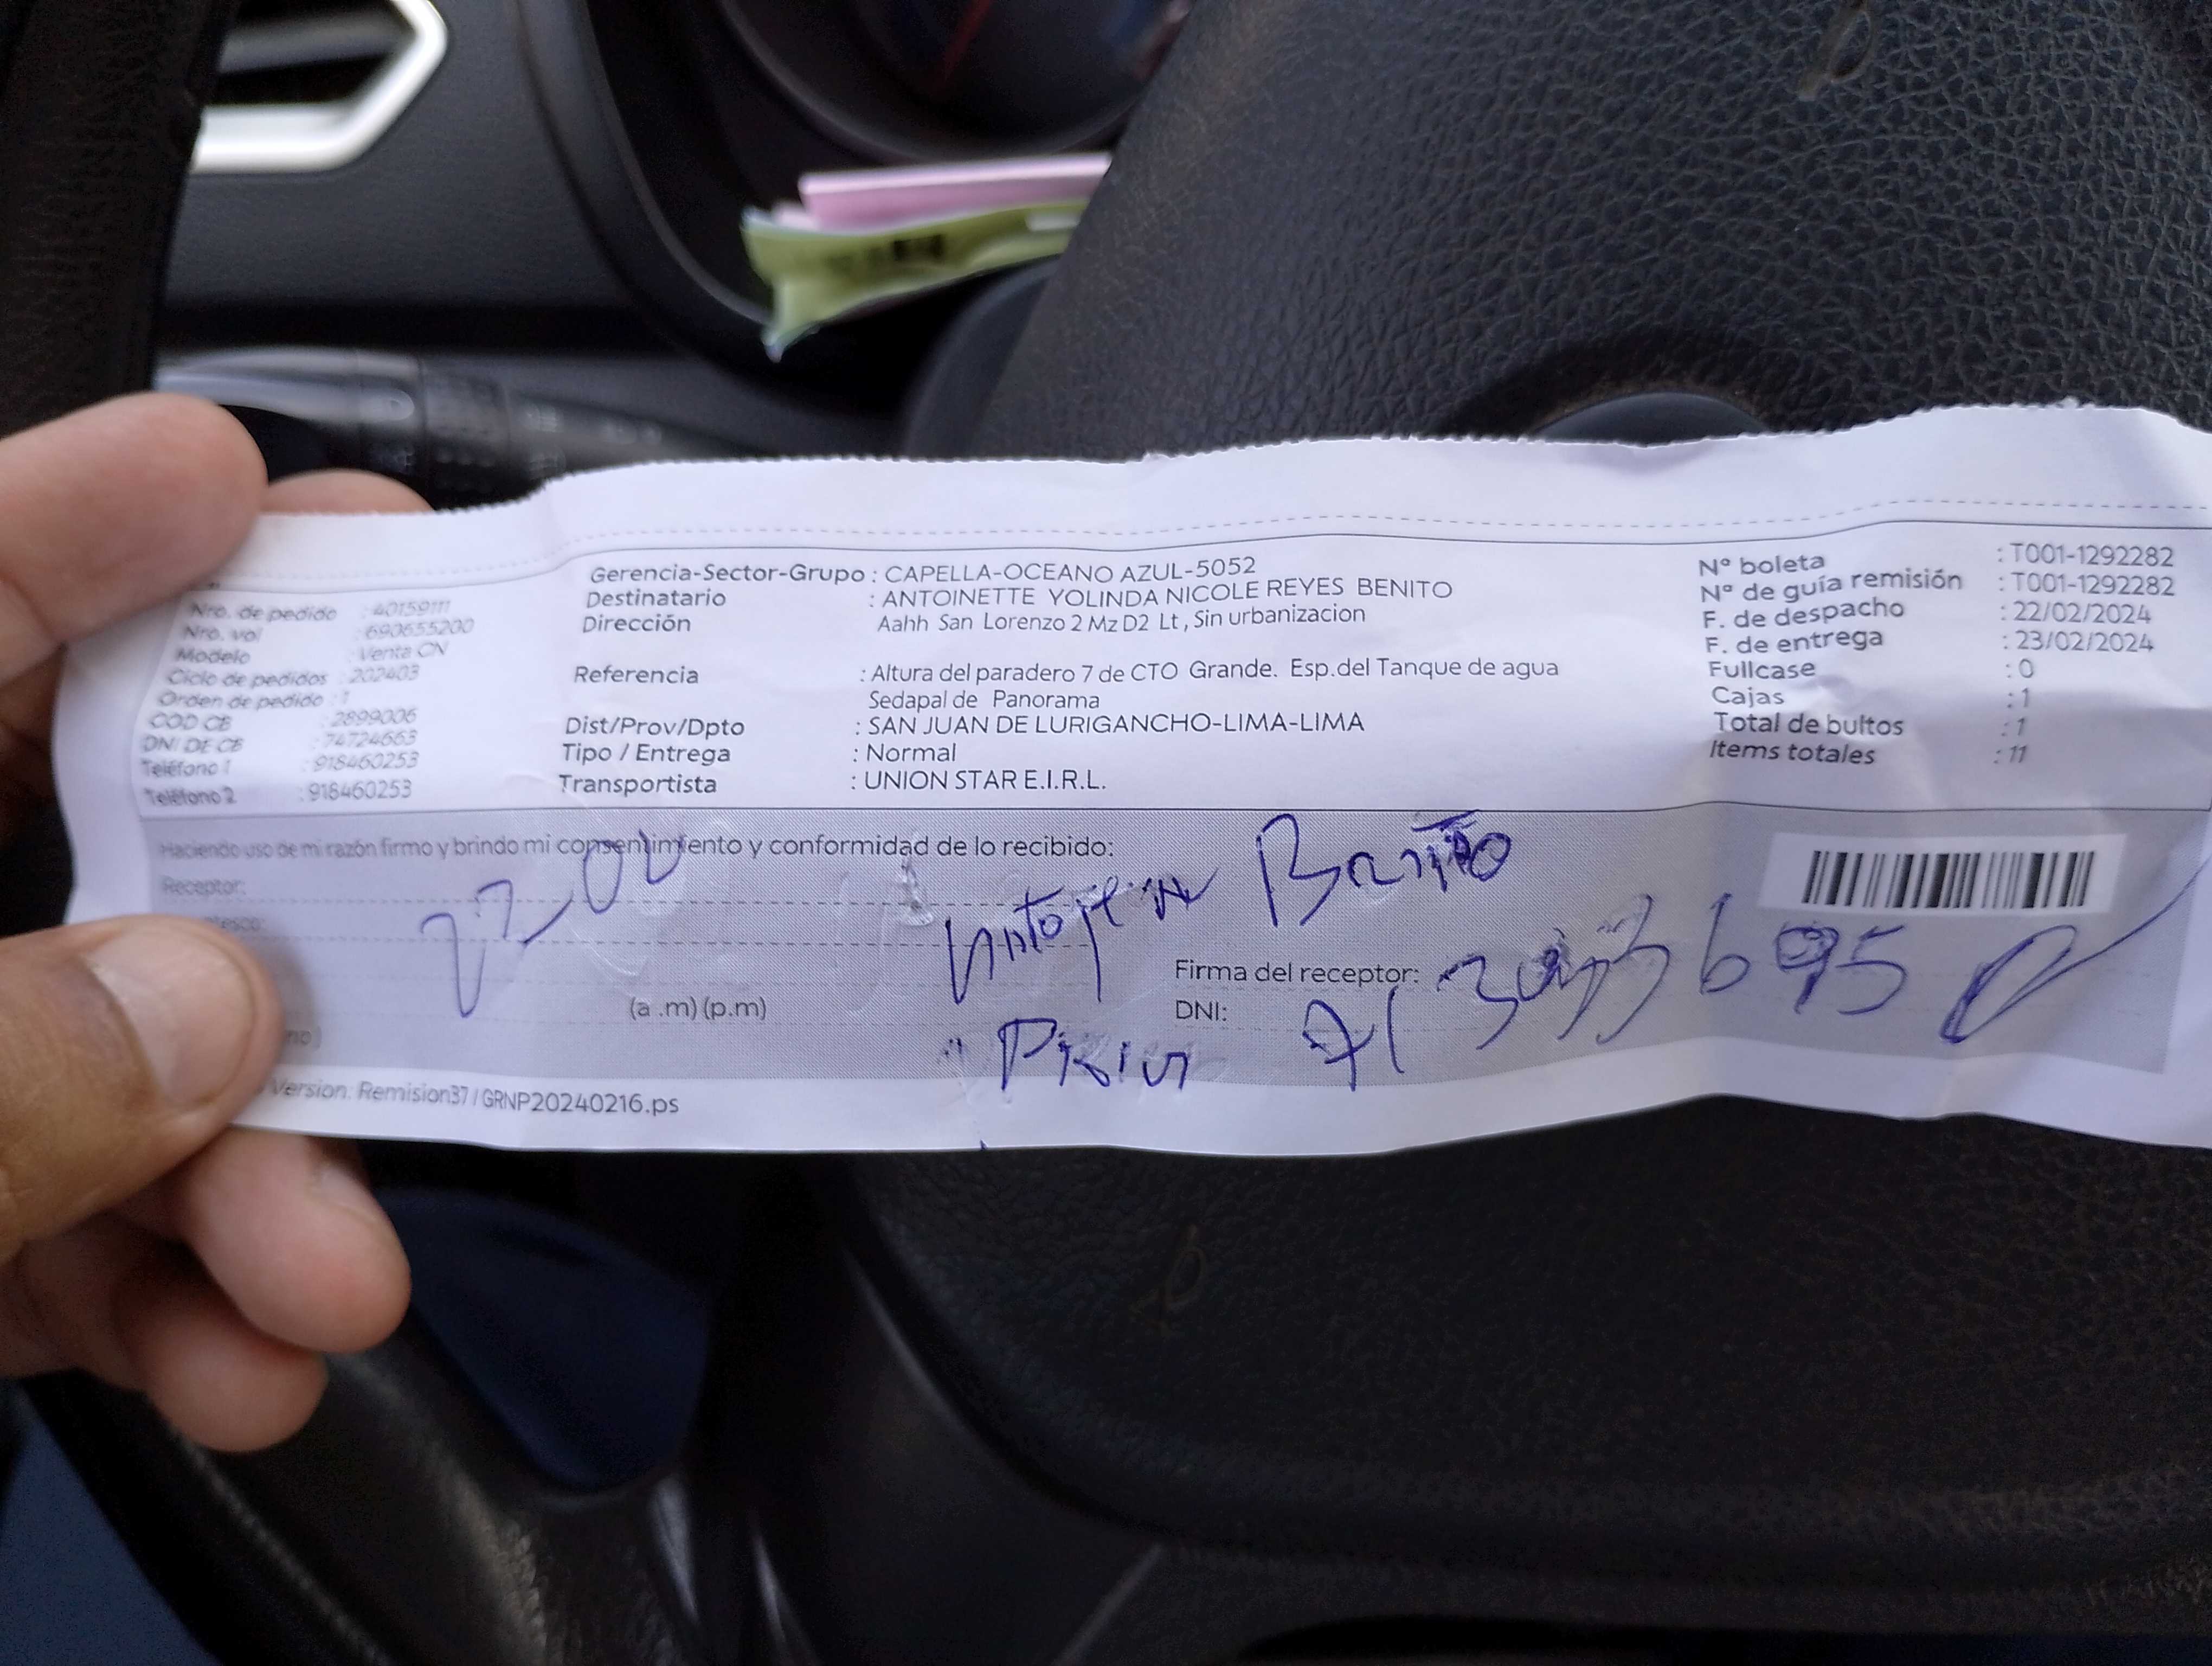 Nro. de pedido : 40159111
Nro. vol : 690655200
Modelo : Venta CN
Ciclo de pedidos : 202403
Orden de pedido : 1
COD CB : 2899006
DNI DE CB : 74724663
Teléfono 1 : 918460253
Teléfono 2 : 918460253
Gerencia-Sector-Grupo : CAPELLA-OCEANO AZUL-5052
Destinatario : ANTOINETTE YOLINDA NICOLE REYES BENITO
Dirección Aahh San Lorenzo 2 Mz D2 Lt , Sin urbanizacion
Referencia : Altura del paradero 7 de CTO Grande. Esp.del Tanque de agua
Sedapal de Panorama
Dist/Prov/Dpto : SAN JUAN DE LURIGANCHO-LIMA-LIMA
Tipo / Entrega : Normal
Transportista : UNION STAR E.I.R.L.
N° boleta : T001-1292282
N° de guía remisión : T001-1292282
F. de despacho : 22/02/2024
F. de entrega : 23/02/2024
Fullcase : 0
Cajas : 1
Total de bultos : 1
Items totales : 11
Haciendo uso de mi razón firmo y brindo mi consentimiento y conformidad de lo recibido:
Receptor:
Firma del receptor:
(a .m) (p.m)
DNI:
Version: Remision37 / GRNP20240216.ps